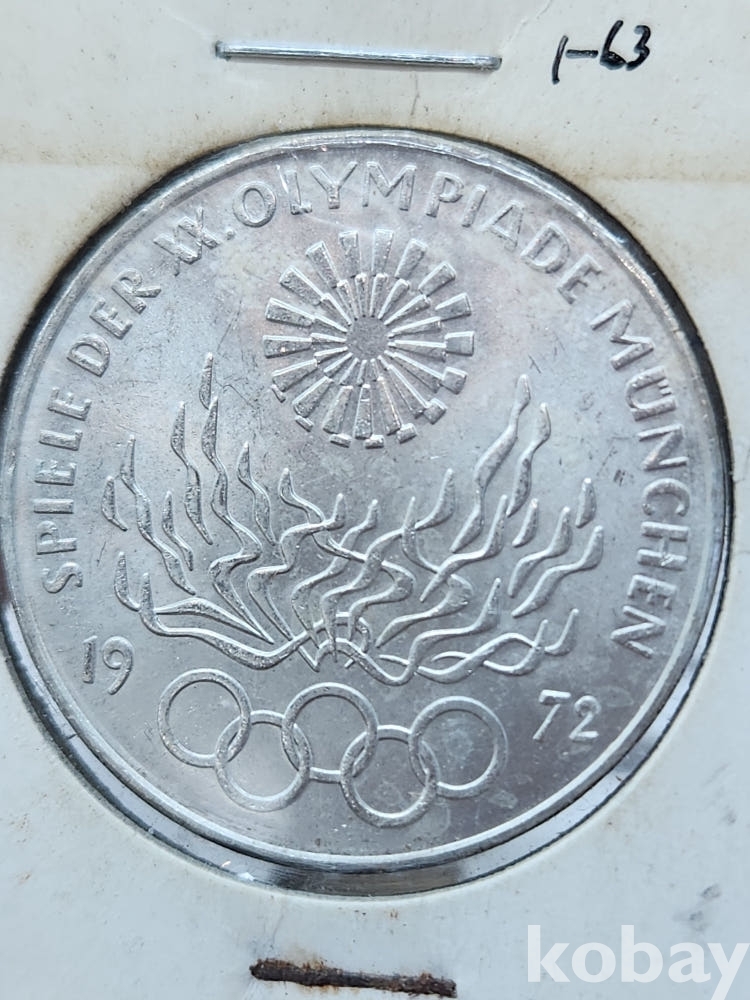 1-63
SPIELE DER XX. OLYMPIADE MÜNCHEN
19 72
kobay